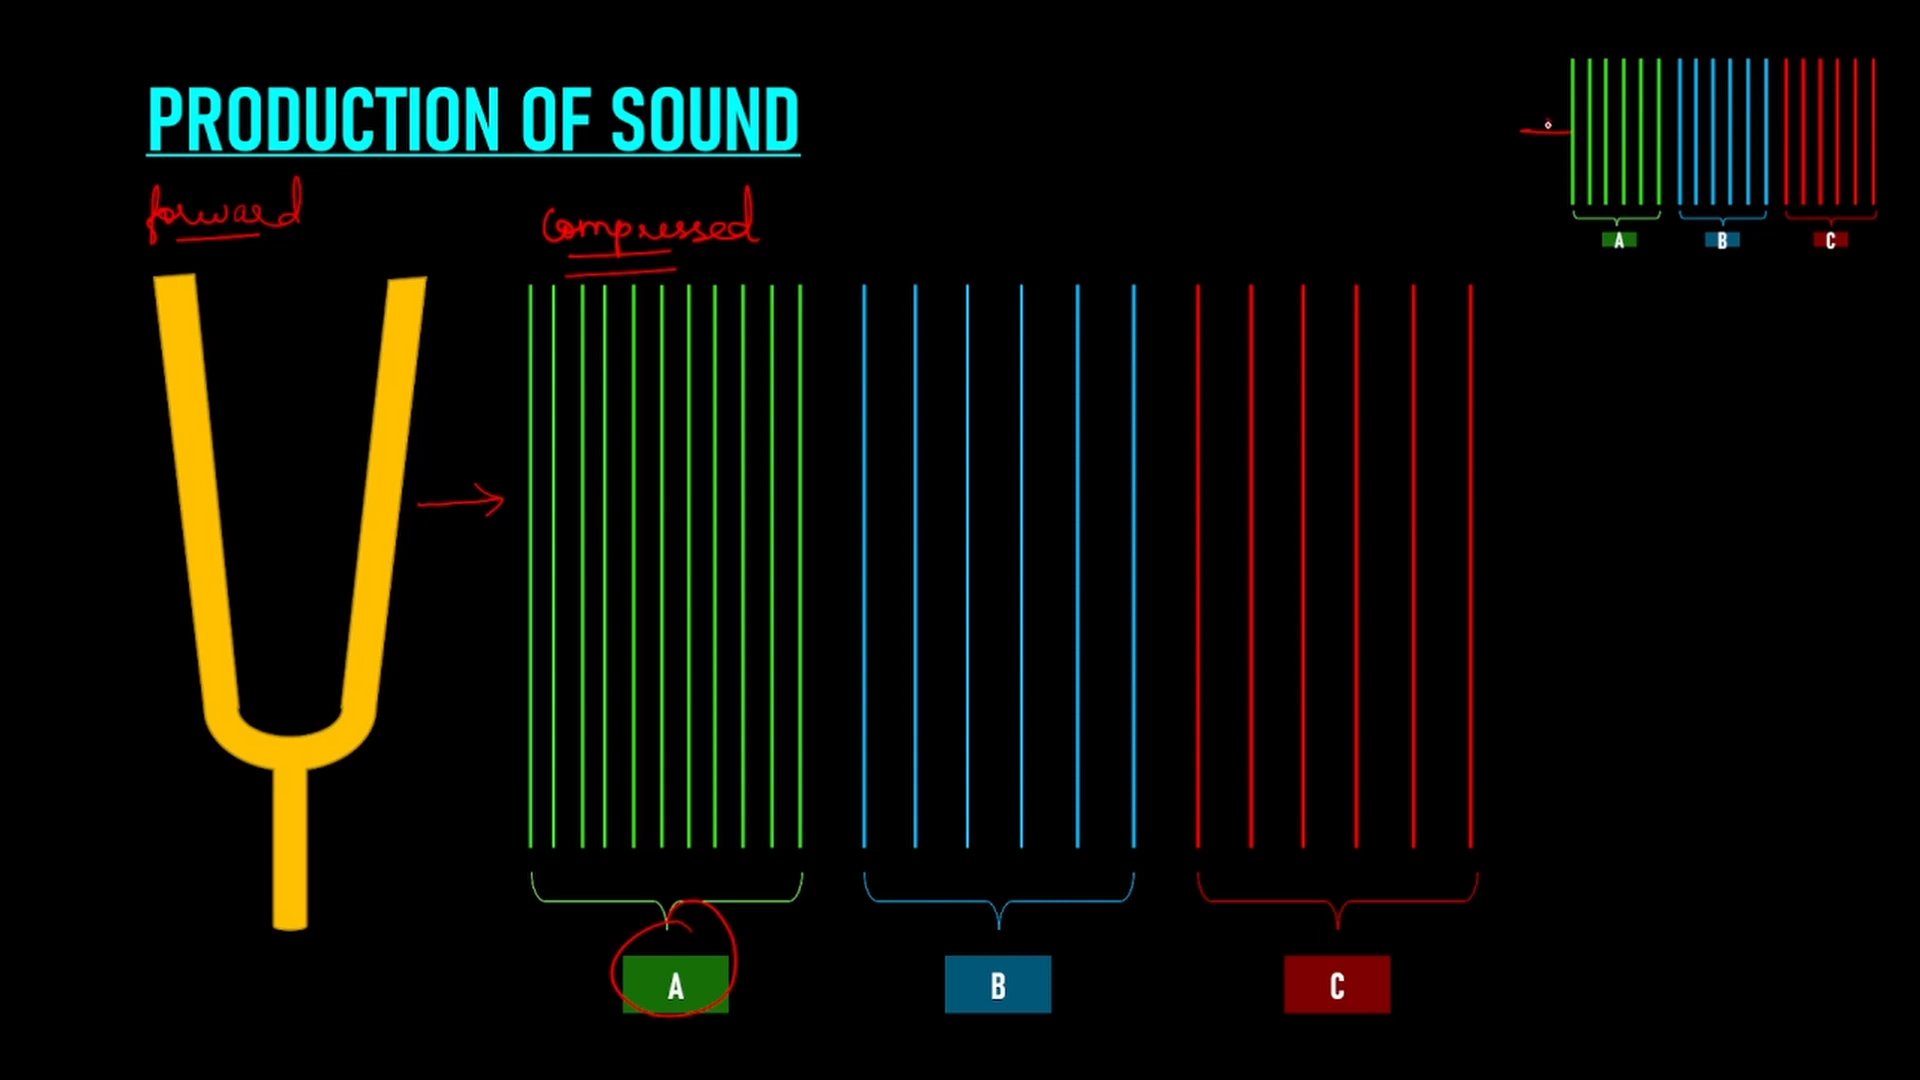 PRODUCTION OF SOUND
A B C
forward
compressed
A B C